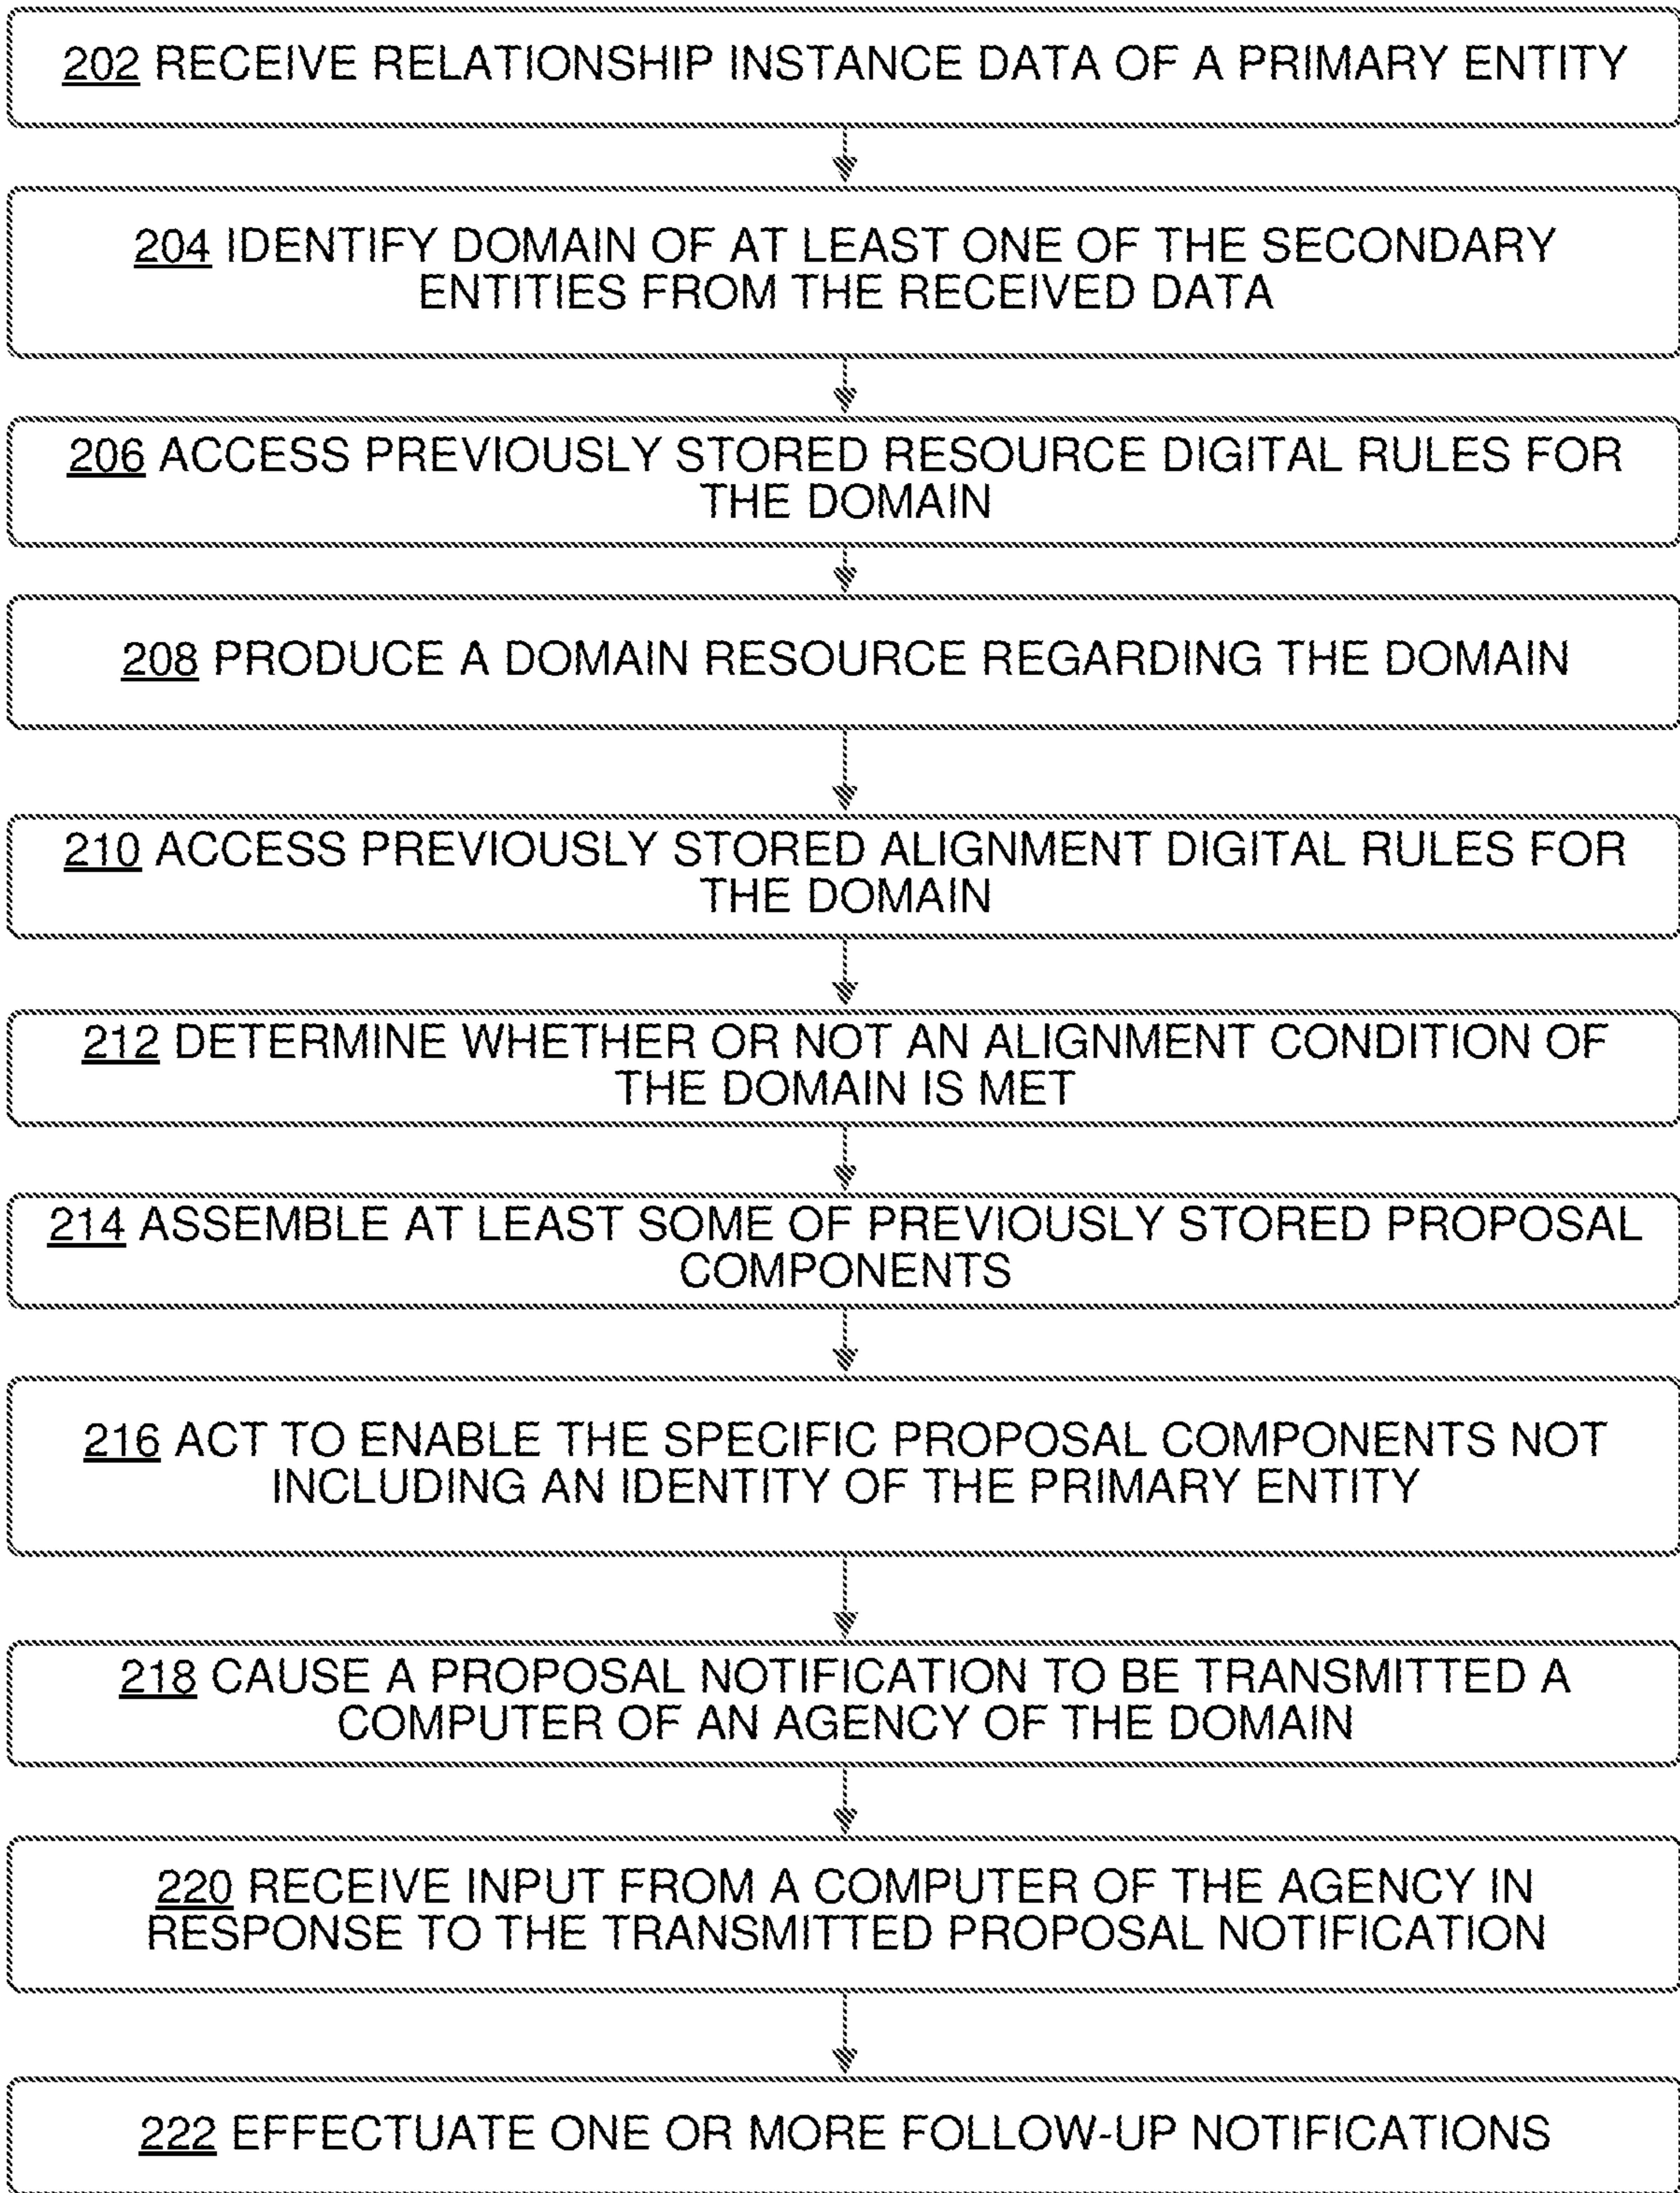 202 RECEIVE RELATIONSHIP INSTANCE DATA OF A PRIMARY ENTITY
204 IDENTIFY DOMAIN OF AT LEAST ONE OF THE SECONDARY
ENTITIES FROM THE RECEIVED DATA
206 ACCESS PREVIOUSLY STORED RESOURCE DIGITAL RULES FOR
THE DOMAIN
208 PRODUCE A DOMAIN RESOURCE REGARDING THE DOMAIN
210 ACCESS PREVIOUSLY STORED ALIGNMENT DIGITAL RULES FOR
THE DOMAIN
212 DETERMINE WHETHER OR NOT AN ALIGNMENT CONDITION OF
THE DOMAIN IS MET
214 ASSEMBLE AT LEAST SOME OF PREVIOUSLY STORED PROPOSAL
COMPONENTS
216 ACT TO ENABLE THE SPECIFIC PROPOSAL COMPONENTS NOT
INCLUDING AN IDENTITY OF THE PRIMARY ENTITY
218 CAUSE A PROPOSAL NOTIFICATION TO BE TRANSMITTED A
COMPUTER OF AN AGENCY OF THE DOMAIN
220 RECEIVE INPUT FROM A COMPUTER OF THE AGENCY IN
RESPONSE TO THE TRANSMITTED PROPOSAL NOTIFICATION
222 EFFECTUATE ONE OR MORE FOLLOW-UP NOTIFICATIONS